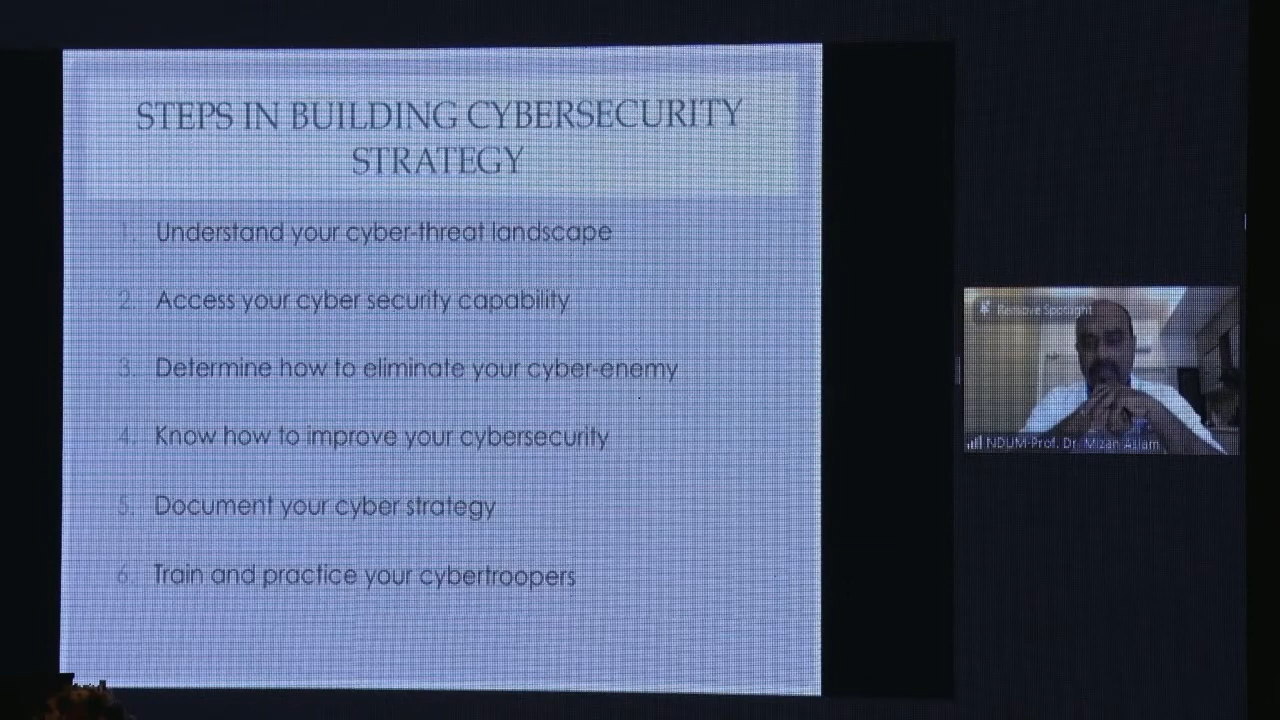 STEPS IN BUILDING CYBERSECURITY
STRATEGY
1. Understand your cyber-threat landscape
2. Access your cyber security capability
3. Determine how to eliminate your cyber-enemy
4. Know how to improve your cybersecurity
5. Document your cyber strategy
6. Train and practice your cybertroopers
Remove Spotlight
NDUM-Prof. Dr. Mizan Aslam